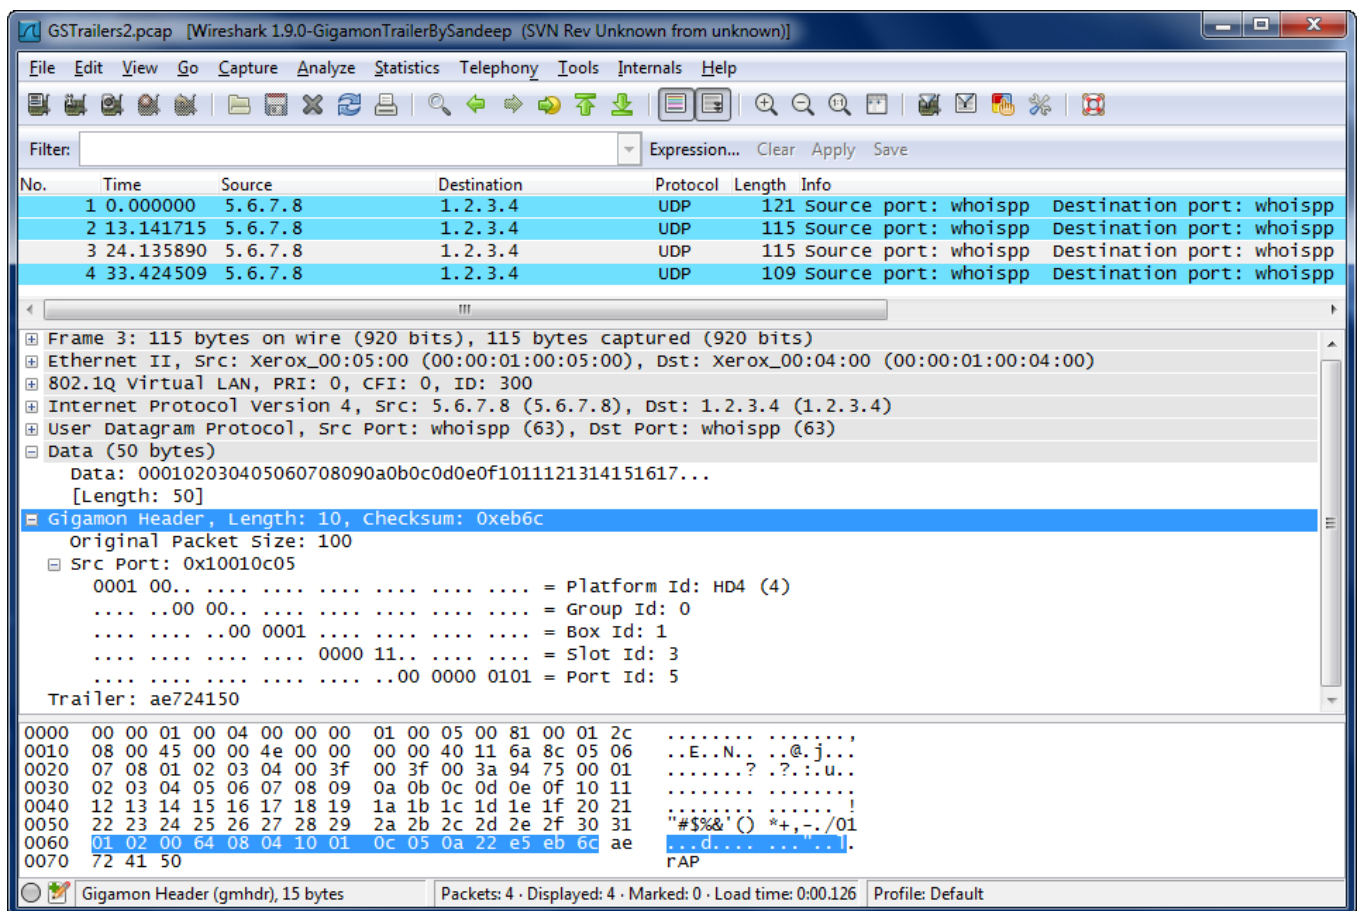 GSTrailers2.pcap [Wireshark 1.9.0-GigamonTrailerBySandeep (SVN Rev Unknown from unknown)]
File Edit View Go Capture Analyze Statistics Telephony Tools Internals Help
Filter: Expression... Clear Apply Save
No. Time Source Destination Protocol Length Info
1 0.000000 5.6.7.8 1.2.3.4 UDP 121 Source port: whoispp Destination port: whoispp
2 13.141715 5.6.7.8 1.2.3.4 UDP 115 Source port: whoispp Destination port: whoispp
3 24.135890 5.6.7.8 1.2.3.4 UDP 115 Source port: whoispp Destination port: whoispp
4 33.424509 5.6.7.8 1.2.3.4 UDP 109 Source port: whoispp Destination port: whoispp
Frame 3: 115 bytes on wire (920 bits), 115 bytes captured (920 bits)
Ethernet II, Src: Xerox_00:05:00 (00:00:01:00:05:00), Dst: Xerox_00:04:00 (00:00:01:00:04:00)
802.1Q Virtual LAN, PRI: 0, CFI: 0, ID: 300
Internet Protocol Version 4, Src: 5.6.7.8 (5.6.7.8), Dst: 1.2.3.4 (1.2.3.4)
User Datagram Protocol, Src Port: whoispp (63), Dst Port: whoispp (63)
Data (50 bytes)
Data: 000102030405060708090a0b0c0d0e0f1011121314151617...
[Length: 50]
Gigamon Header, Length: 10, Checksum: 0xeb6c
Original Packet Size: 100
Src Port: 0x10010c05
0001 00.. .... .... .... .... .... .... = Platform Id: HD4 (4)
.... ..00 00.. .... .... .... .... .... = Group Id: 0
.... .... ..00 0001 .... .... .... .... = Box Id: 1
.... .... .... .... 0000 11.. .... .... = Slot Id: 3
.... .... .... .... .... ..00 0000 0101 = Port Id: 5
Trailer: ae724150
0000 00 00 01 00 04 00 00 00 01 00 05 00 81 00 01 2c ........ .......,
0010 08 00 45 00 00 4e 00 00 00 00 40 11 6a 8c 05 06 ..E..N.. ..@.j...
0020 07 08 01 02 03 04 00 3f 00 3f 00 3a 94 75 00 01 .......? .?.:.u..
0030 02 03 04 05 06 07 08 09 0a 0b 0c 0d 0e 0f 10 11 ........ ........
0040 12 13 14 15 16 17 18 19 1a 1b 1c 1d 1e 1f 20 21 ........ ...... !
0050 22 23 24 25 26 27 28 29 2a 2b 2c 2d 2e 2f 30 31 "#$%&'() *+,-./01
0060 01 02 00 64 08 04 10 01 0c 05 0a 22 e5 eb 6c ae ...d.... ..."..l.
0070 72 41 50 rAP
Gigamon Header (gmhdr), 15 bytes Packets: 4 · Displayed: 4 · Marked: 0 · Load time: 0:00.126 Profile: Default